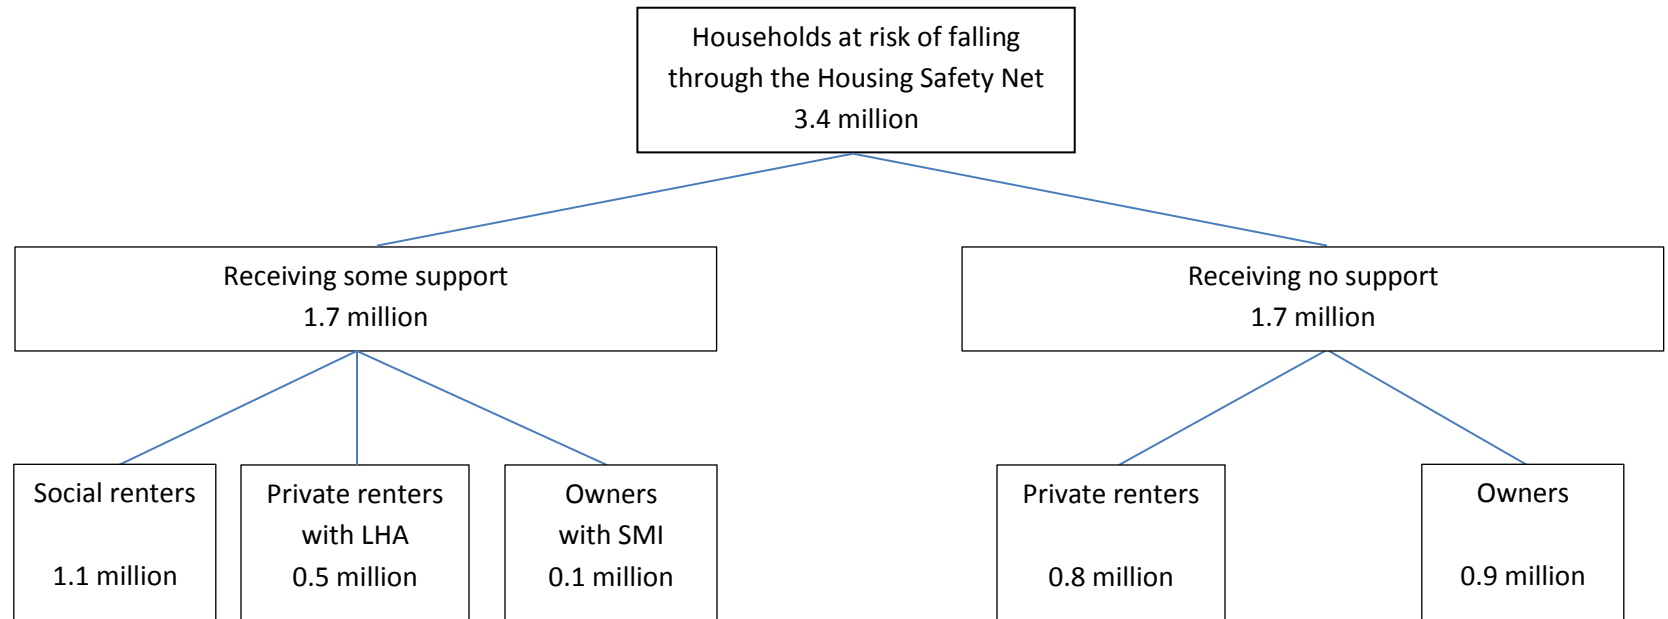 Households at risk of falling
through the Housing Safety Net
3.4 million
Receiving some support
1.7 million
Receiving no support
1.7 million
Social renters
1.1 million
Private renters
with LHA
0.5 million
Owners
with SMI
0.1 million
Private renters
0.8 million
Owners
0.9 million